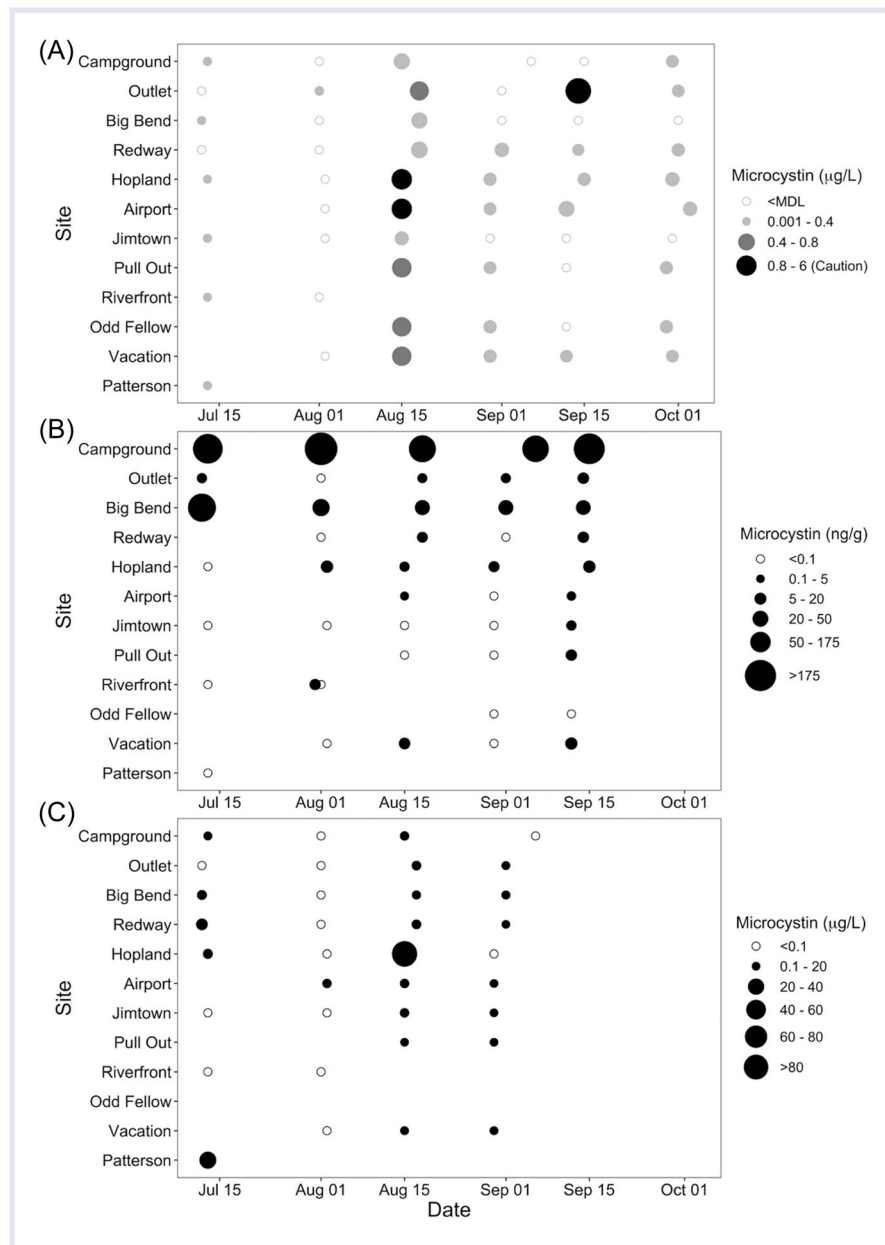 (A)
Campground
Outlet
Big Bend
Redway
Hopland
Airport
Jimtown
Pull Out
Riverfront
Odd Fellow
Vacation
Patterson
Site
Jul 15 Aug 01 Aug 15 Sep 01 Sep 15 Oct 01
Microcystin (μg/L)
<MDL
0.001 - 0.4
0.4 - 0.8
0.8 - 6 (Caution)
(B)
Campground
Outlet
Big Bend
Redway
Hopland
Airport
Jimtown
Pull Out
Riverfront
Odd Fellow
Vacation
Patterson
Site
Jul 15 Aug 01 Aug 15 Sep 01 Sep 15 Oct 01
Microcystin (ng/g)
<0.1
0.1 - 5
5 - 20
20 - 50
50 - 175
>175
(C)
Campground
Outlet
Big Bend
Redway
Hopland
Airport
Jimtown
Pull Out
Riverfront
Odd Fellow
Vacation
Patterson
Site
Jul 15 Aug 01 Aug 15 Sep 01 Sep 15 Oct 01
Date
Microcystin (μg/L)
<0.1
0.1 - 20
20 - 40
40 - 60
60 - 80
>80